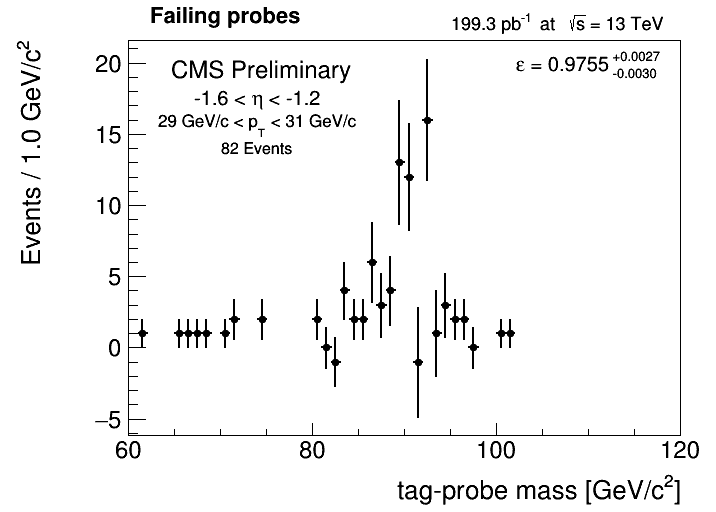 Failing probes
199.3 pb⁻¹ at √s = 13 TeV
CMS Preliminary
-1.6 < η < -1.2
29 GeV/c < p_T < 31 GeV/c
82 Events
ε = 0.9755 +0.0027 -0.0030
Events / 1.0 GeV/c²
20
15
10
5
0
−5
60 80 100 120
tag-probe mass [GeV/c²]